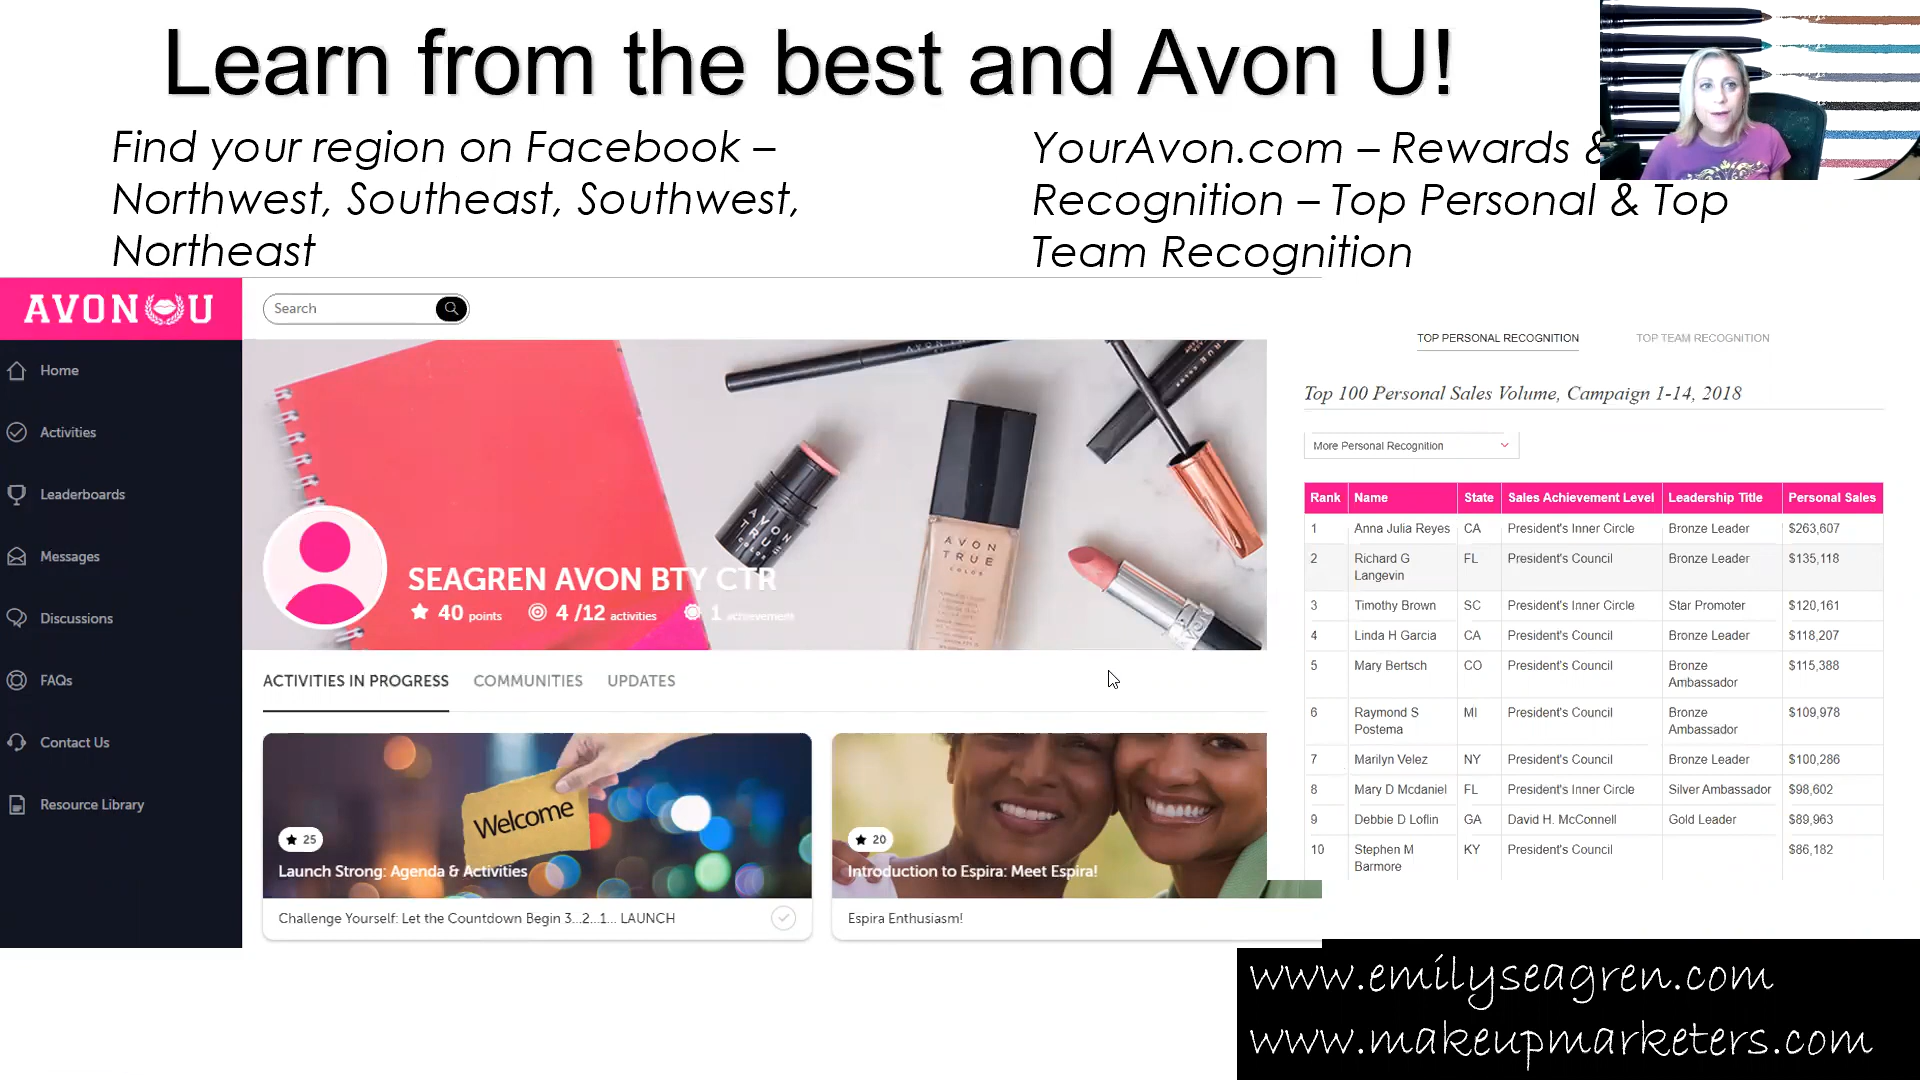 Learn from the best and Avon U!
Find your region on Facebook –
Northwest, Southeast, Southwest,
Northeast
YourAvon.com – Rewards &
Recognition – Top Personal & Top
Team Recognition
AVON U
Search
Home
Activities
Leaderboards
Messages
Discussions
FAQs
Contact Us
Resource Library
AVON
TRUE
COLOR
AVON
TRUE
COLOR
SEAGREN AVON BTY CTR
40 points 4 /12 activities 1 achievement
ACTIVITIES IN PROGRESS COMMUNITIES UPDATES
Welcome
25
Launch Strong: Agenda & Activities
Challenge Yourself: Let the Countdown Begin 3...2...1... LAUNCH
20
Introduction to Espira: Meet Espira!
Espira Enthusiasm!
TOP PERSONAL RECOGNITION TOP TEAM RECOGNITION
Top 100 Personal Sales Volume, Campaign 1-14, 2018
More Personal Recognition
Rank Name State Sales Achievement Level Leadership Title Personal Sales
1 Anna Julia Reyes CA President's Inner Circle Bronze Leader $263,607
2 Richard G Langevin FL President's Council Bronze Leader $135,118
3 Timothy Brown SC President's Inner Circle Star Promoter $120,161
4 Linda H Garcia CA President's Council Bronze Leader $118,207
5 Mary Bertsch CO President's Council Bronze Ambassador $115,388
6 Raymond S Postema MI President's Council Bronze Ambassador $109,978
7 Marilyn Velez NY President's Council Bronze Leader $100,286
8 Mary D Mcdaniel FL President's Inner Circle Silver Ambassador $98,602
9 Debbie D Loflin GA David H. McConnell Gold Leader $89,963
10 Stephen M Barmore KY President's Council $86,182
www.emilyseagren.com
www.makeupmarketers.com